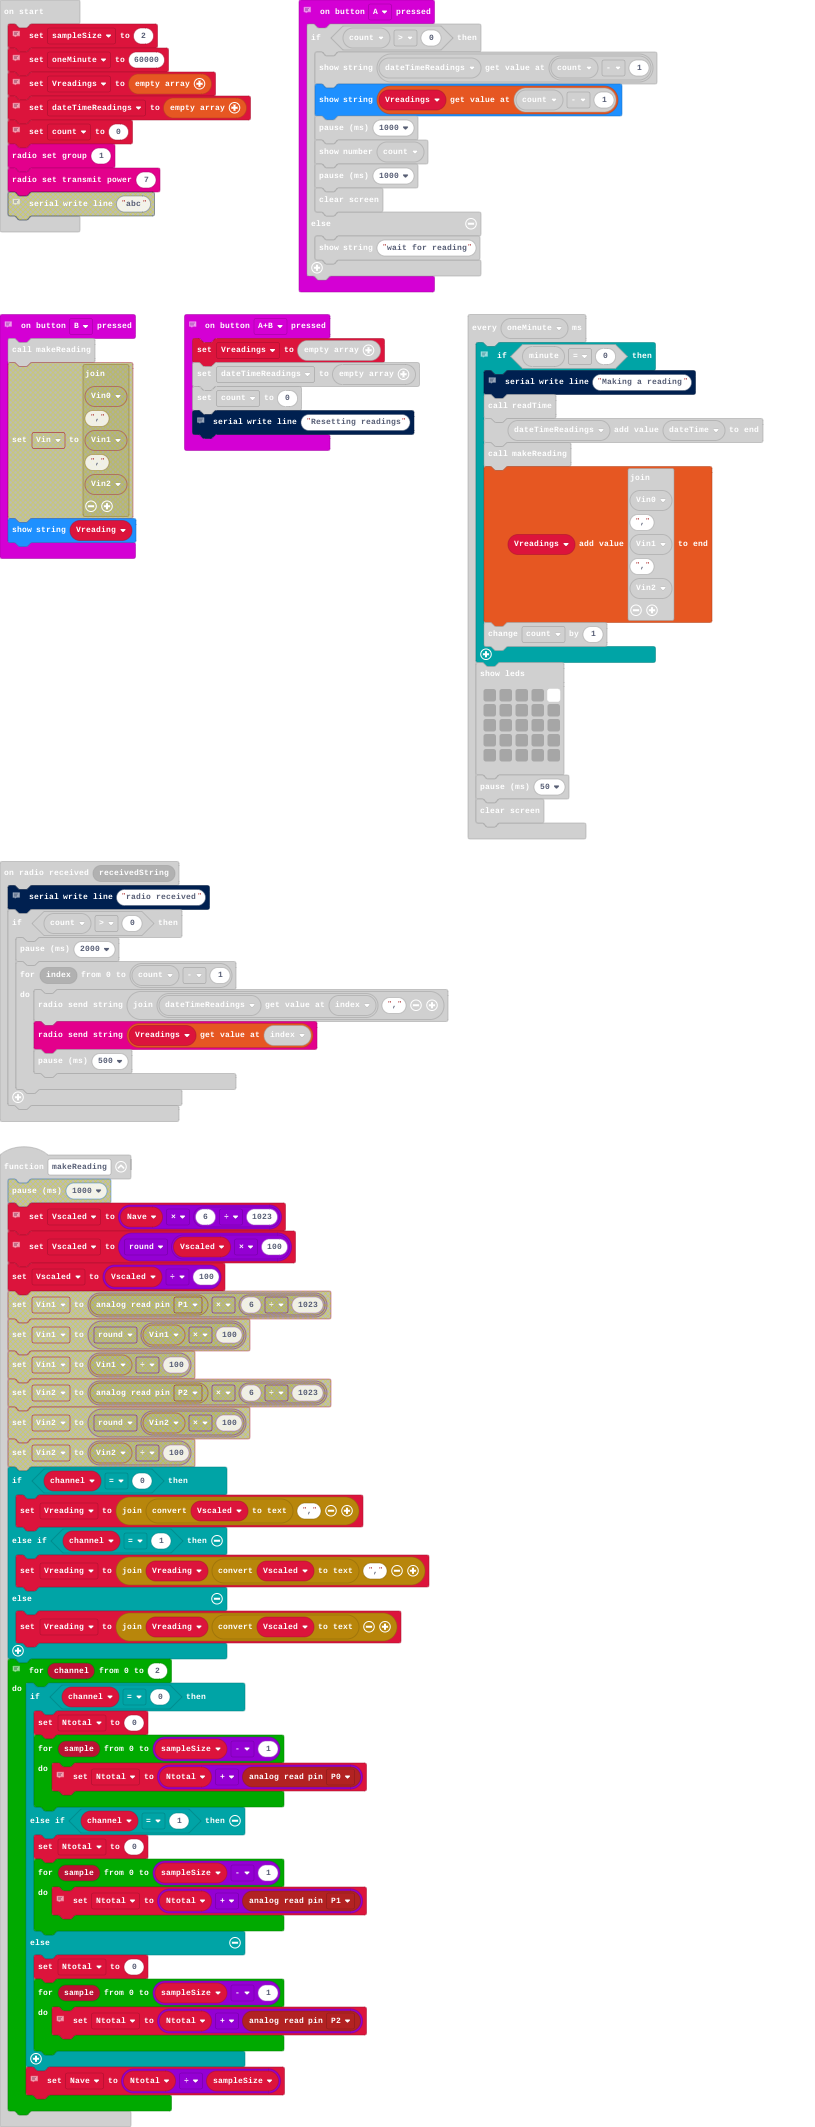 on start
set sampleSize to 2
set oneMinute to 60000
set Vreadings to empty array
set dateTimeReadings to empty array
set count to 0
radio set group 1
radio set transmit power 7
serial write line "abc"
on button A pressed
if count > 0 then
show string dateTimeReadings get value at count - 1
show string Vreadings get value at count - 1
pause (ms) 1000
show number count
pause (ms) 1000
clear screen
else
show string "wait for reading"
on button B pressed
call makeReading
set Vin to join Vin0 "," Vin1 "," Vin2
show string Vreading
on button A+B pressed
set Vreadings to empty array
set dateTimeReadings to empty array
set count to 0
serial write line "Resetting readings"
every oneMinute ms
if minute = 0 then
serial write line "Making a reading"
call readTime
dateTimeReadings add value dateTime to end
call makeReading
Vreadings add value join Vin0 "," Vin1 "," Vin2 to end
change count by 1
show leds
pause (ms) 50
clear screen
on radio received receivedString
serial write line "radio received"
if count > 0 then
pause (ms) 2000
for index from 0 to count - 1
do
radio send string join dateTimeReadings get value at index ","
radio send string Vreadings get value at index
pause (ms) 500
function makeReading
pause (ms) 1000
set Vscaled to Nave × 6 ÷ 1023
set Vscaled to round Vscaled × 100
set Vscaled to Vscaled ÷ 100
set Vin1 to analog read pin P1 × 6 ÷ 1023
set Vin1 to round Vin1 × 100
set Vin1 to Vin1 ÷ 100
set Vin2 to analog read pin P2 × 6 ÷ 1023
set Vin2 to round Vin2 × 100
set Vin2 to Vin2 ÷ 100
if channel = 0 then
set Vreading to join convert Vscaled to text ","
else if channel = 1 then
set Vreading to join Vreading convert Vscaled to text ","
else
set Vreading to join Vreading convert Vscaled to text
for channel from 0 to 2
do
if channel = 0 then
set Ntotal to 0
for sample from 0 to sampleSize - 1
do
set Ntotal to Ntotal + analog read pin P0
else if channel = 1 then
set Ntotal to 0
for sample from 0 to sampleSize - 1
do
set Ntotal to Ntotal + analog read pin P1
else
set Ntotal to 0
for sample from 0 to sampleSize - 1
do
set Ntotal to Ntotal + analog read pin P2
set Nave to Ntotal ÷ sampleSize